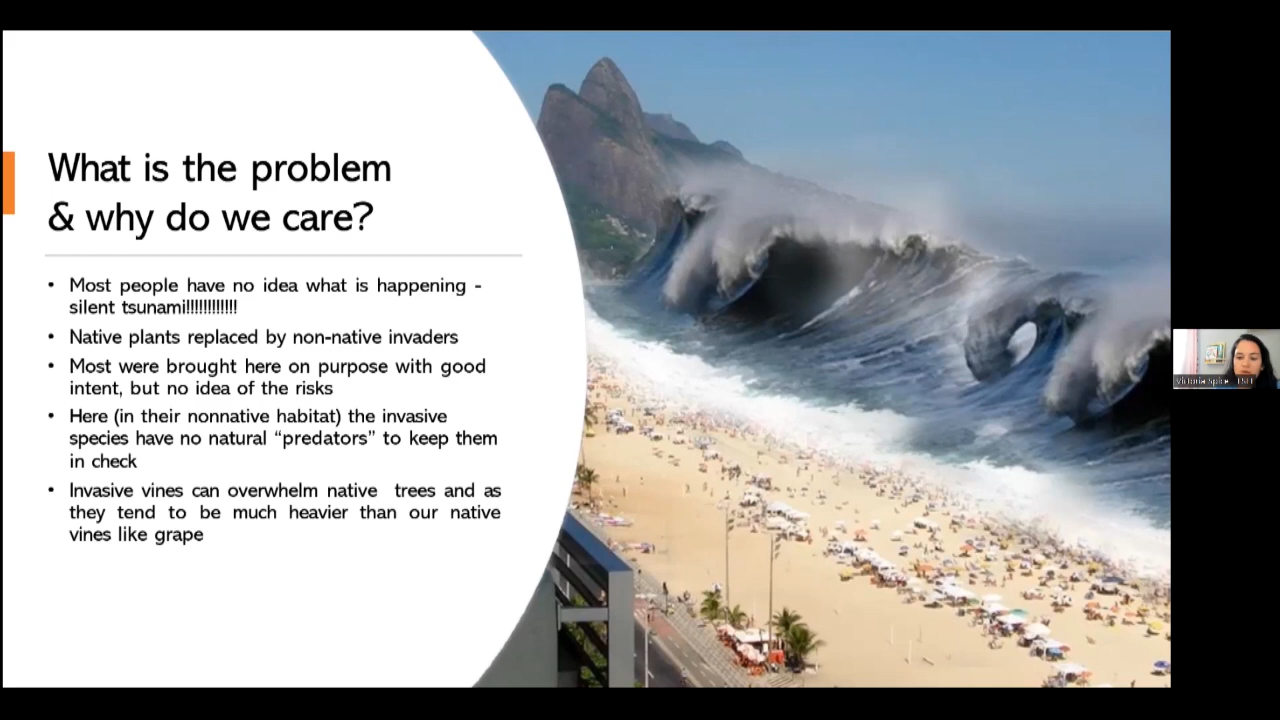 What is the problem
& why do we care?
• Most people have no idea what is happening -
silent tsunami!!!!!!!!!!!!
• Native plants replaced by non-native invaders
• Most were brought here on purpose with good
intent, but no idea of the risks
• Here (in their nonnative habitat) the invasive
species have no natural “predators” to keep them
in check
• Invasive vines can overwhelm native trees and as
they tend to be much heavier than our native
vines like grape
Victoria Spice